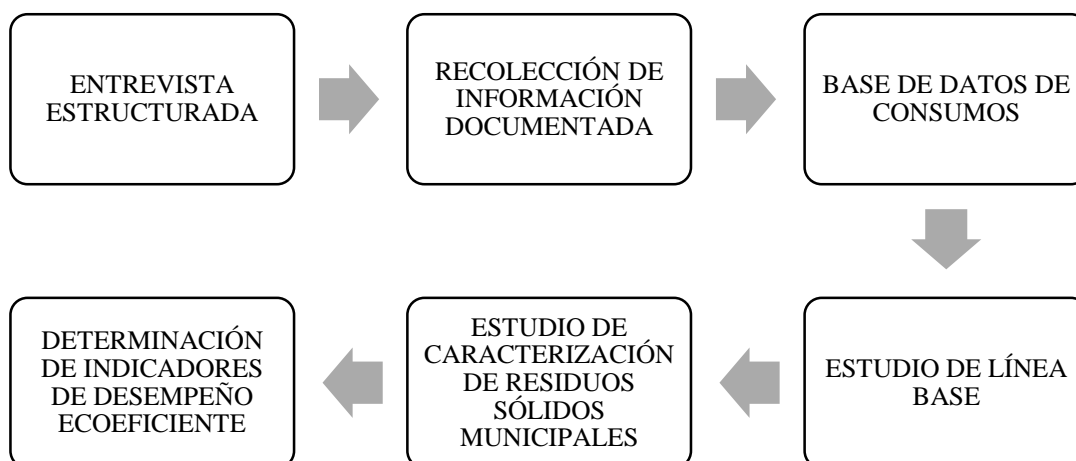 ENTREVISTA
ESTRUCTURADA
RECOLECCIÓN DE
INFORMACIÓN
DOCUMENTADA
BASE DE DATOS DE
CONSUMOS
ESTUDIO DE LÍNEA
BASE
ESTUDIO DE
CARACTERIZACIÓN
DE RESIDUOS
SÓLIDOS
MUNICIPALES
DETERMINACIÓN
DE INDICADORES
DE DESEMPEÑO
ECOEFICIENTE